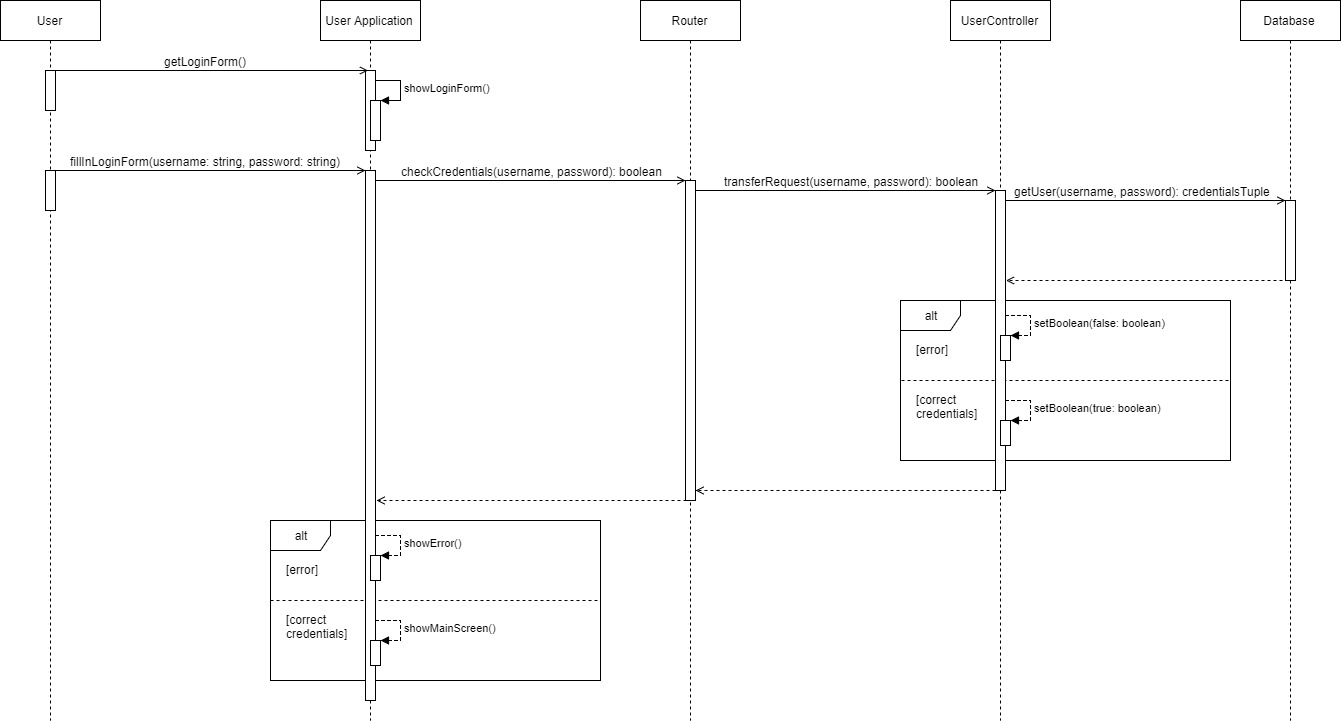 User
User Application
Router
UserController
Database
getLoginForm()
showLoginForm()
fillInLoginForm(username: string, password: string)
checkCredentials(username, password): boolean
transferRequest(username, password): boolean
getUser(username, password): credentialsTuple
alt
setBoolean(false: boolean)
[error]
[correct
credentials]
setBoolean(true: boolean)
alt
showError()
[error]
[correct
credentials]
showMainScreen()